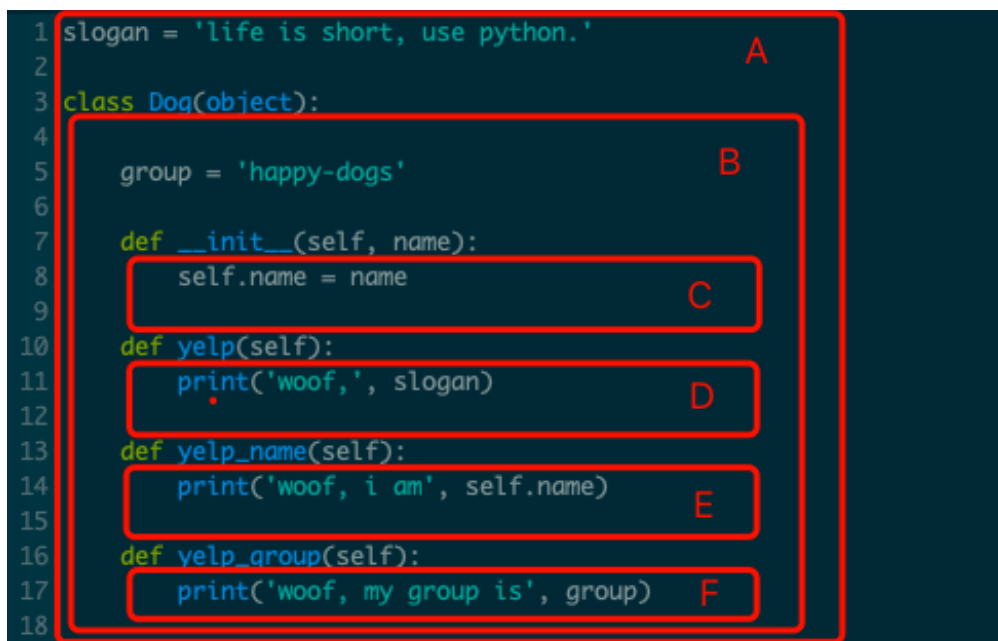 1 slogan = 'life is short, use python.'
A
2
3 class Dog(object):
4
B
5 group = 'happy-dogs'
6
7 def __init__(self, name):
8 self.name = name
C
9
10 def yelp(self):
11 print('woof,', slogan)
D
12
13 def yelp_name(self):
14 print('woof, i am', self.name)
E
15
16 def yelp_group(self):
17 print('woof, my group is', group)
F
18